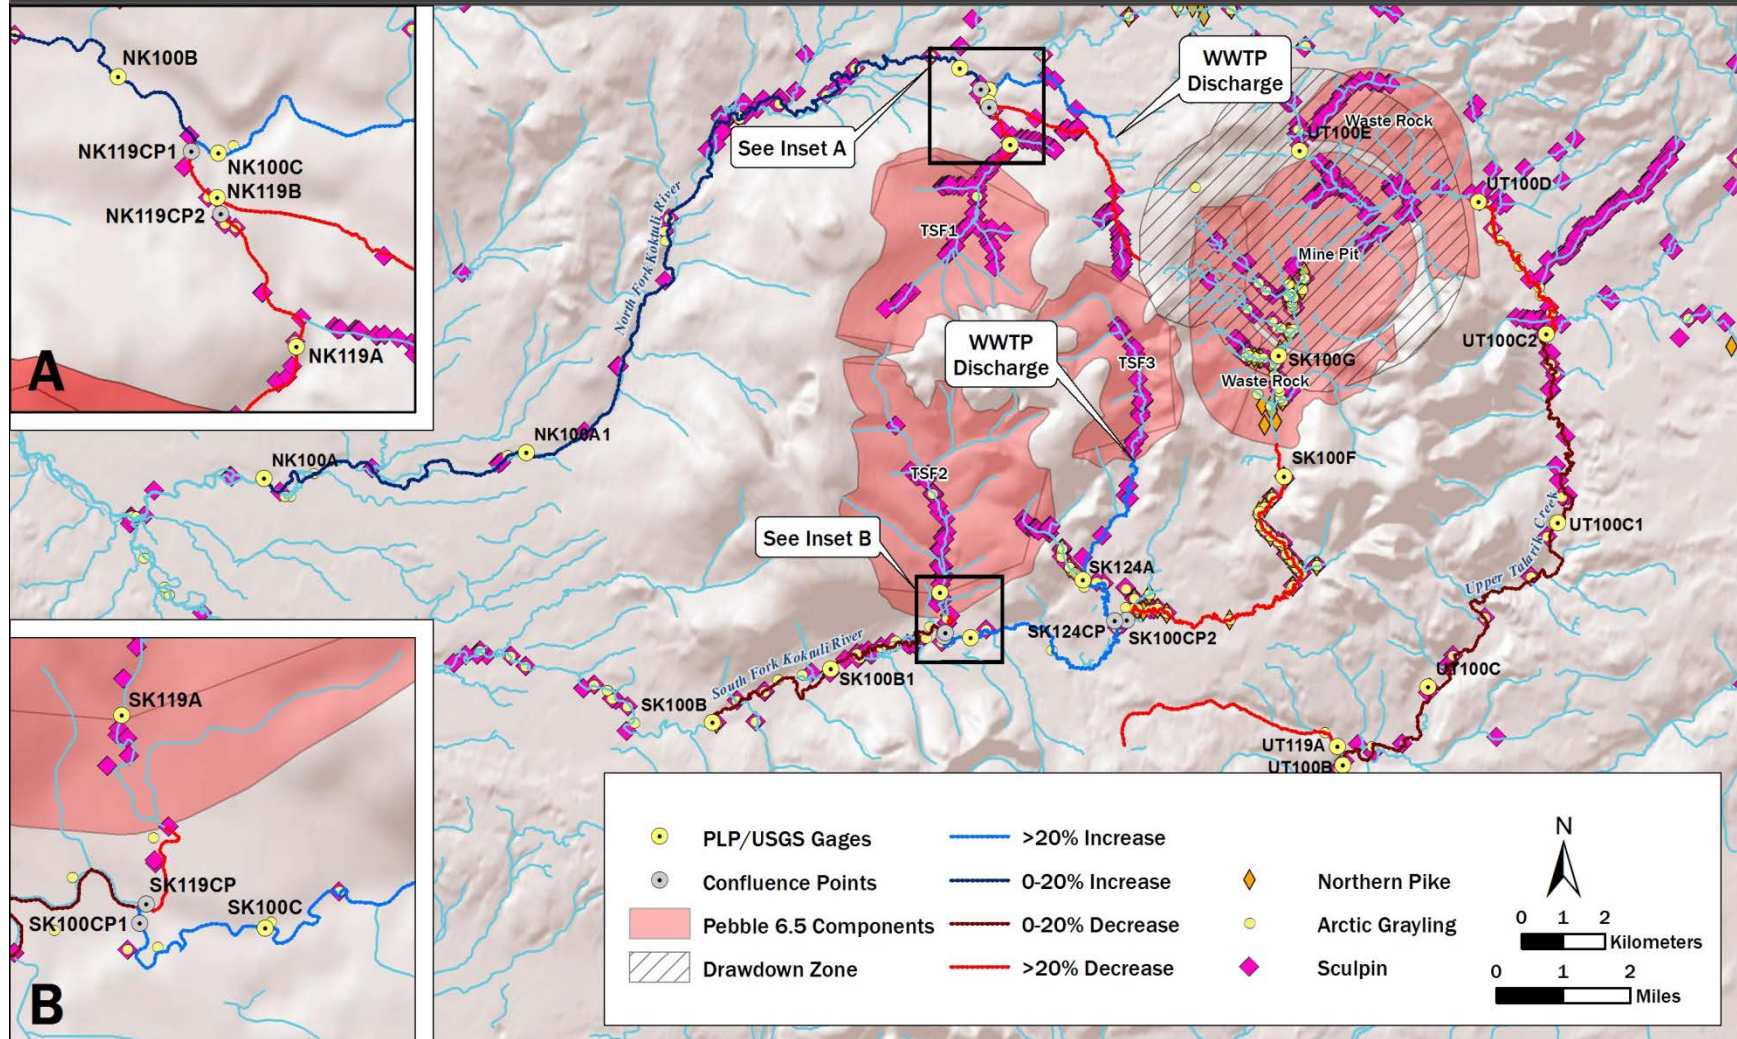 NK100B
NK119CP1
NK100C
NK119B
NK119CP2
NK119A
A
WWTP
Discharge
See Inset A
North Fork Koktuli River
TSF1
Waste Rock
UT100E
UT100D
Mine Pit
WWTP
Discharge
TSF3
SK100G
Waste Rock
UT100C2
NK100A1
NK100A
TSF2
SK100F
See Inset B
UT100C1
Upper Talarik Creek
SK124A
SK124CP
SK100CP2
South Fork Koktuli River
SK100B1
SK100B
UT100C
UT119A
UT100B
SK119A
SK119CP
SK100C
SK100CP1
B
PLP/USGS Gages
Confluence Points
Pebble 6.5 Components
Drawdown Zone
>20% Increase
0-20% Increase
0-20% Decrease
>20% Decrease
Northern Pike
Arctic Grayling
Sculpin
N
0 1 2
Kilometers
0 1 2
Miles